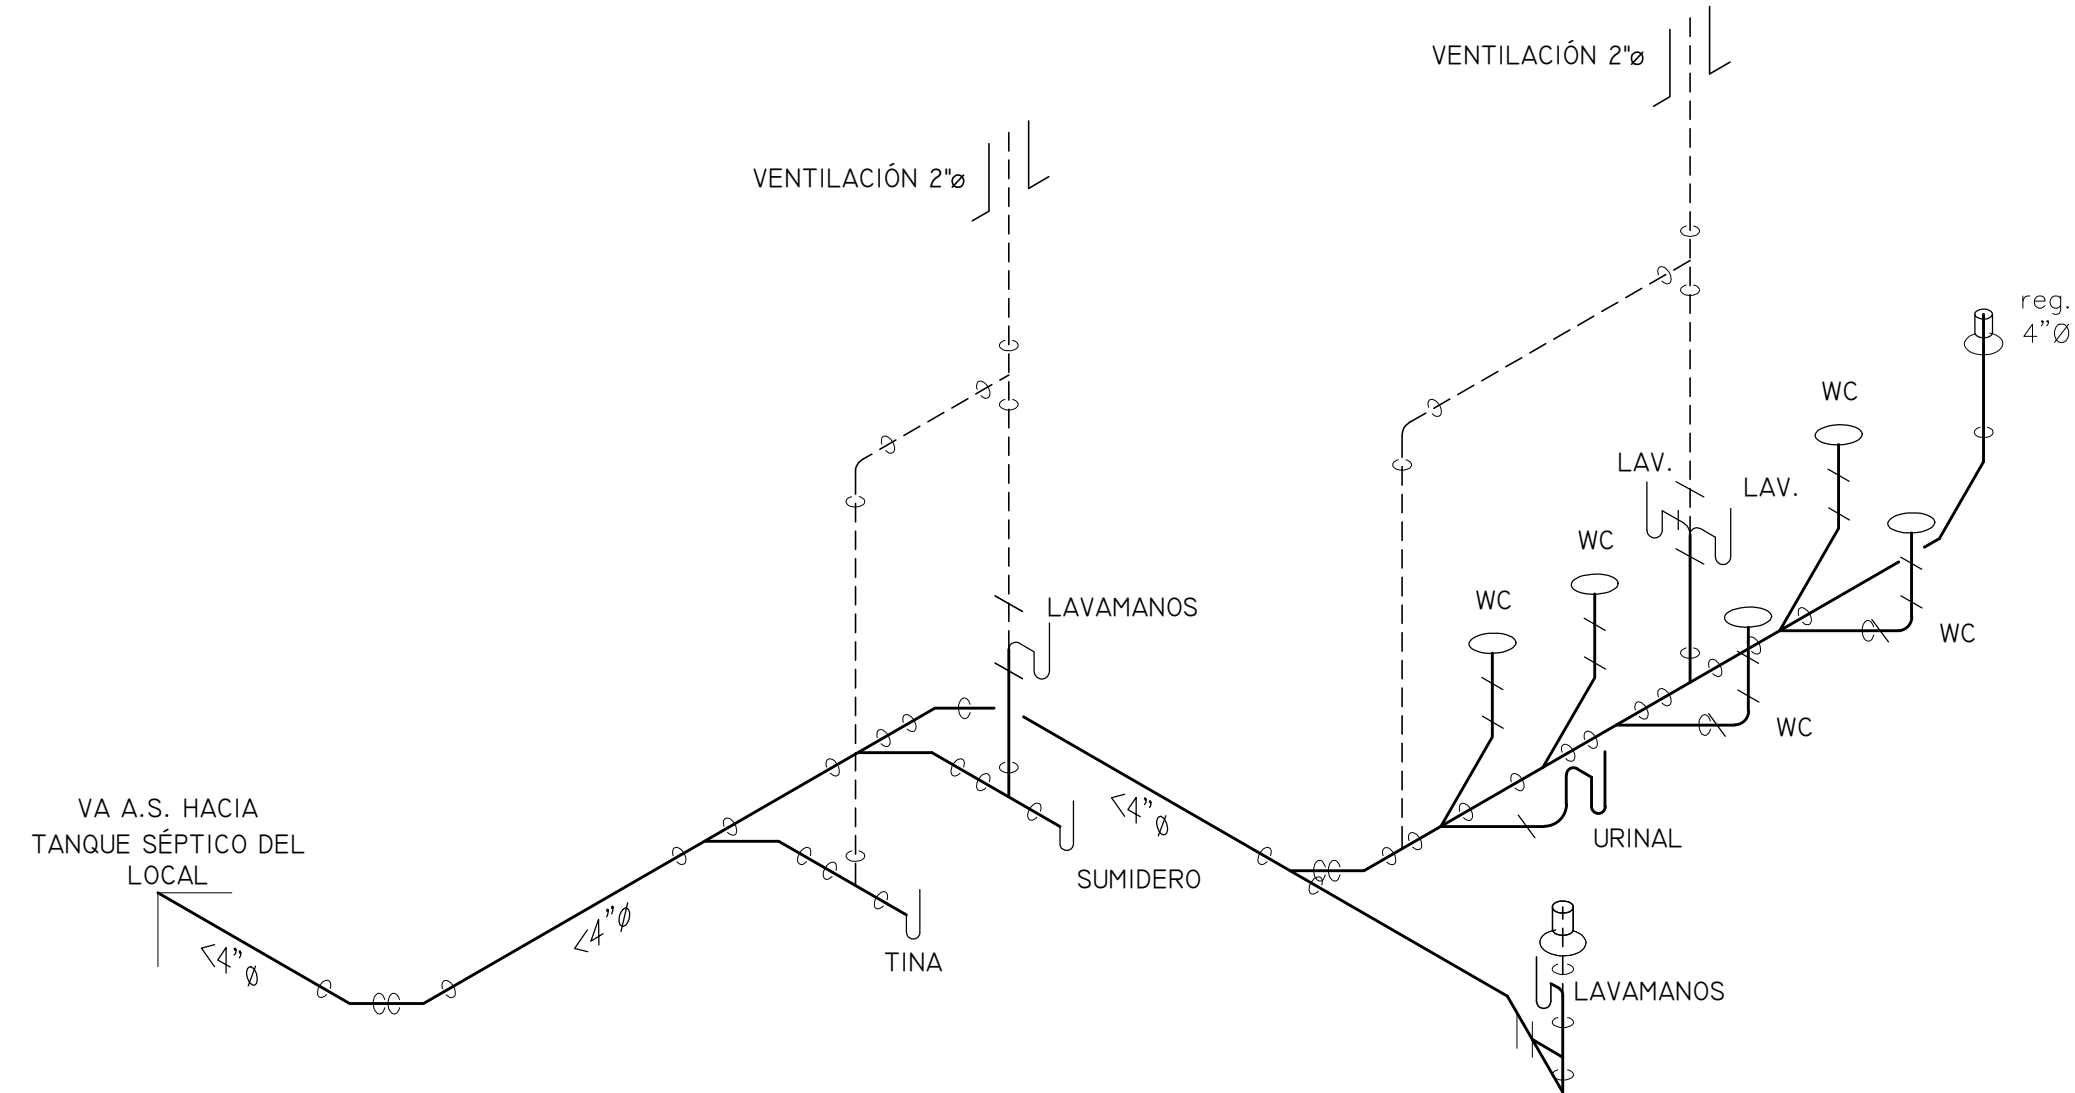 VENTILACIÓN 2"ø
VENTILACIÓN 2"ø
reg.
4"Ø
WC
LAV.
LAV.
WC
WC
LAVAMANOS
WC
WC
<4"Ø
VA A.S. HACIA
TANQUE SÉPTICO DEL
LOCAL
URINAL
SUMIDERO
<4"Ø
<4"Ø
TINA
LAVAMANOS